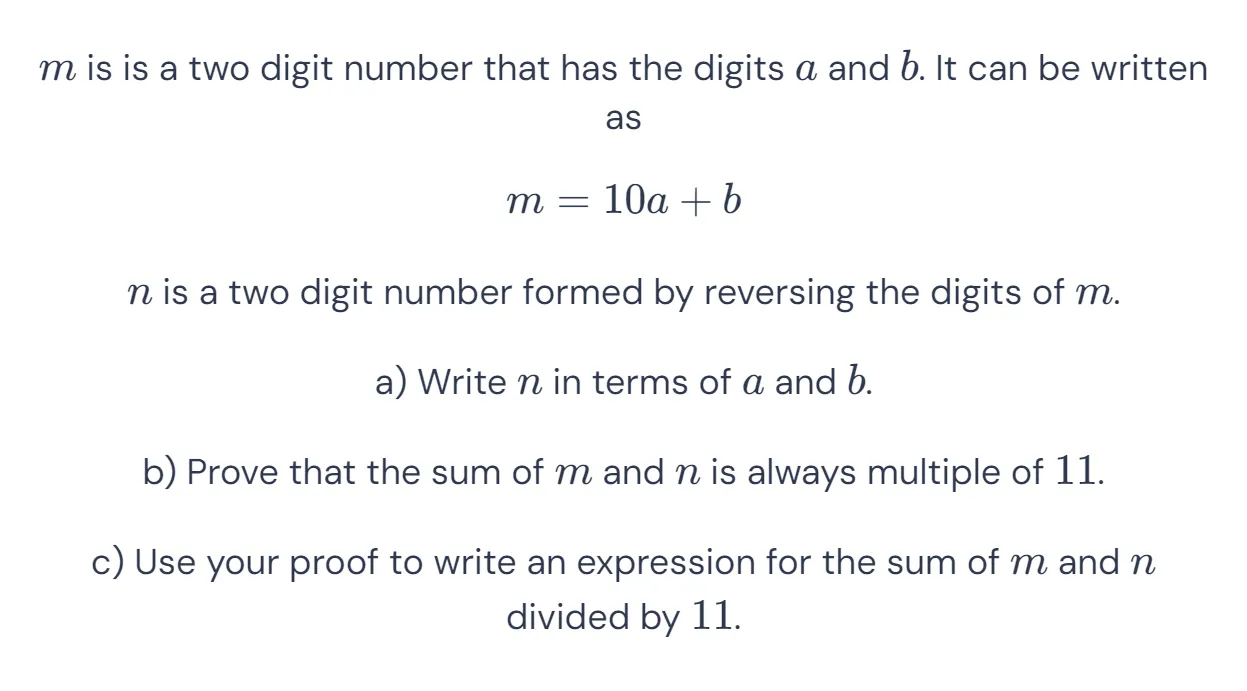 m is is a two digit number that has the digits a and b. It can be written
as
m = 10a + b
n is a two digit number formed by reversing the digits of m.
a) Write n in terms of a and b.
b) Prove that the sum of m and n is always multiple of 11.
c) Use your proof to write an expression for the sum of m and n
divided by 11.